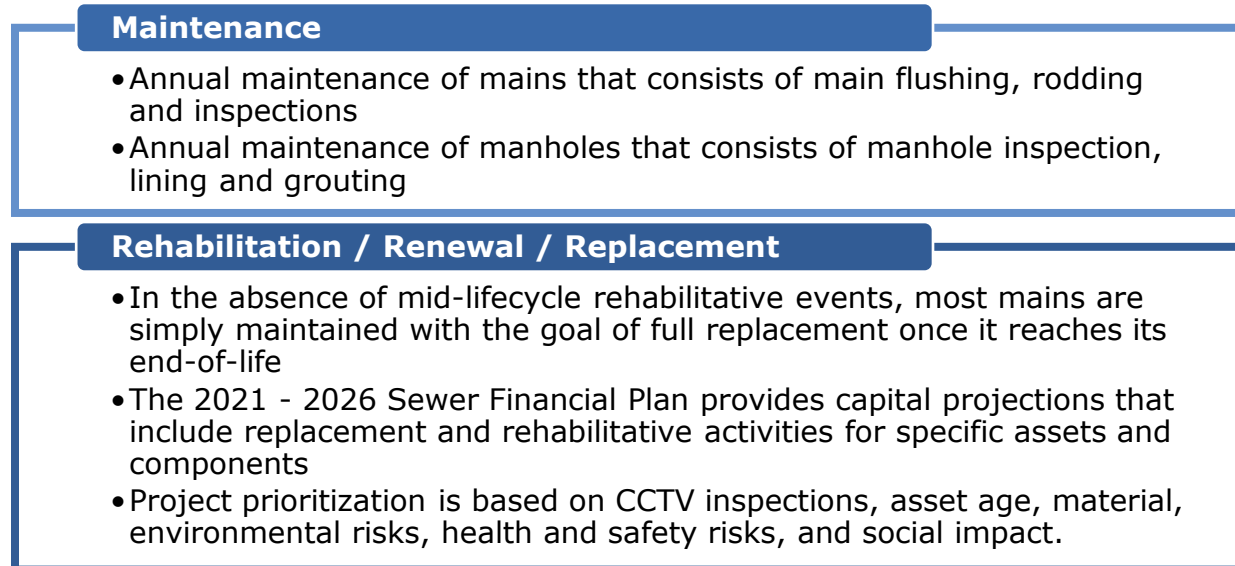 Maintenance
•Annual maintenance of mains that consists of main flushing, rodding
and inspections
•Annual maintenance of manholes that consists of manhole inspection,
lining and grouting
Rehabilitation / Renewal / Replacement
•In the absence of mid-lifecycle rehabilitative events, most mains are
simply maintained with the goal of full replacement once it reaches its
end-of-life
•The 2021 - 2026 Sewer Financial Plan provides capital projections that
include replacement and rehabilitative activities for specific assets and
components
•Project prioritization is based on CCTV inspections, asset age, material,
environmental risks, health and safety risks, and social impact.